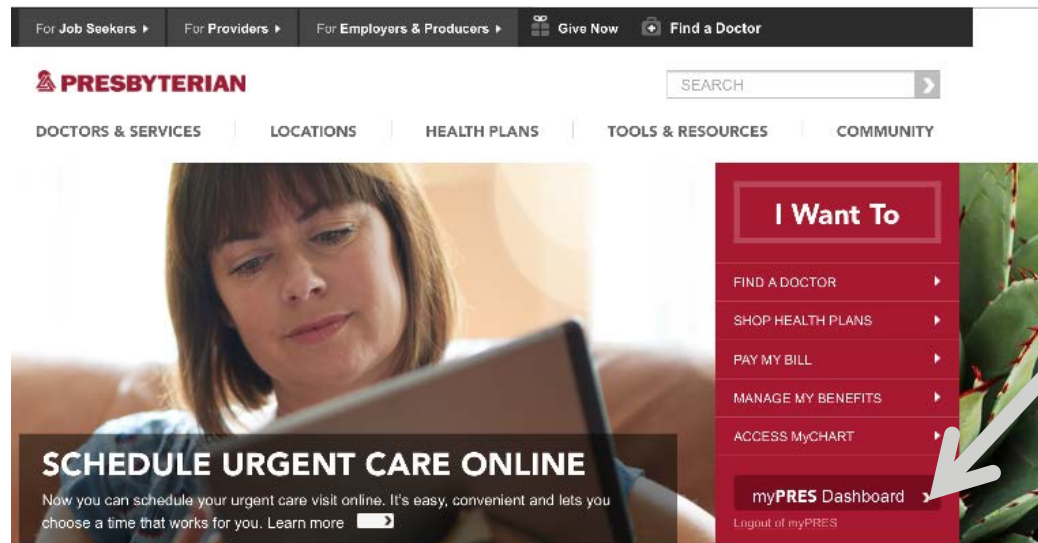 For Job Seekers For Providers For Employers & Producers Give Now Find a Doctor
PRESBYTERIAN
SEARCH
DOCTORS & SERVICES LOCATIONS HEALTH PLANS TOOLS & RESOURCES COMMUNITY
I Want To
FIND A DOCTOR
SHOP HEALTH PLANS
PAY MY BILL
MANAGE MY BENEFITS
ACCESS MyCHART
myPRES Dashboard
Logout of myPRES
SCHEDULE URGENT CARE ONLINE
Now you can schedule your urgent care visit online. It's easy, convenient and lets you
choose a time that works for you. Learn more